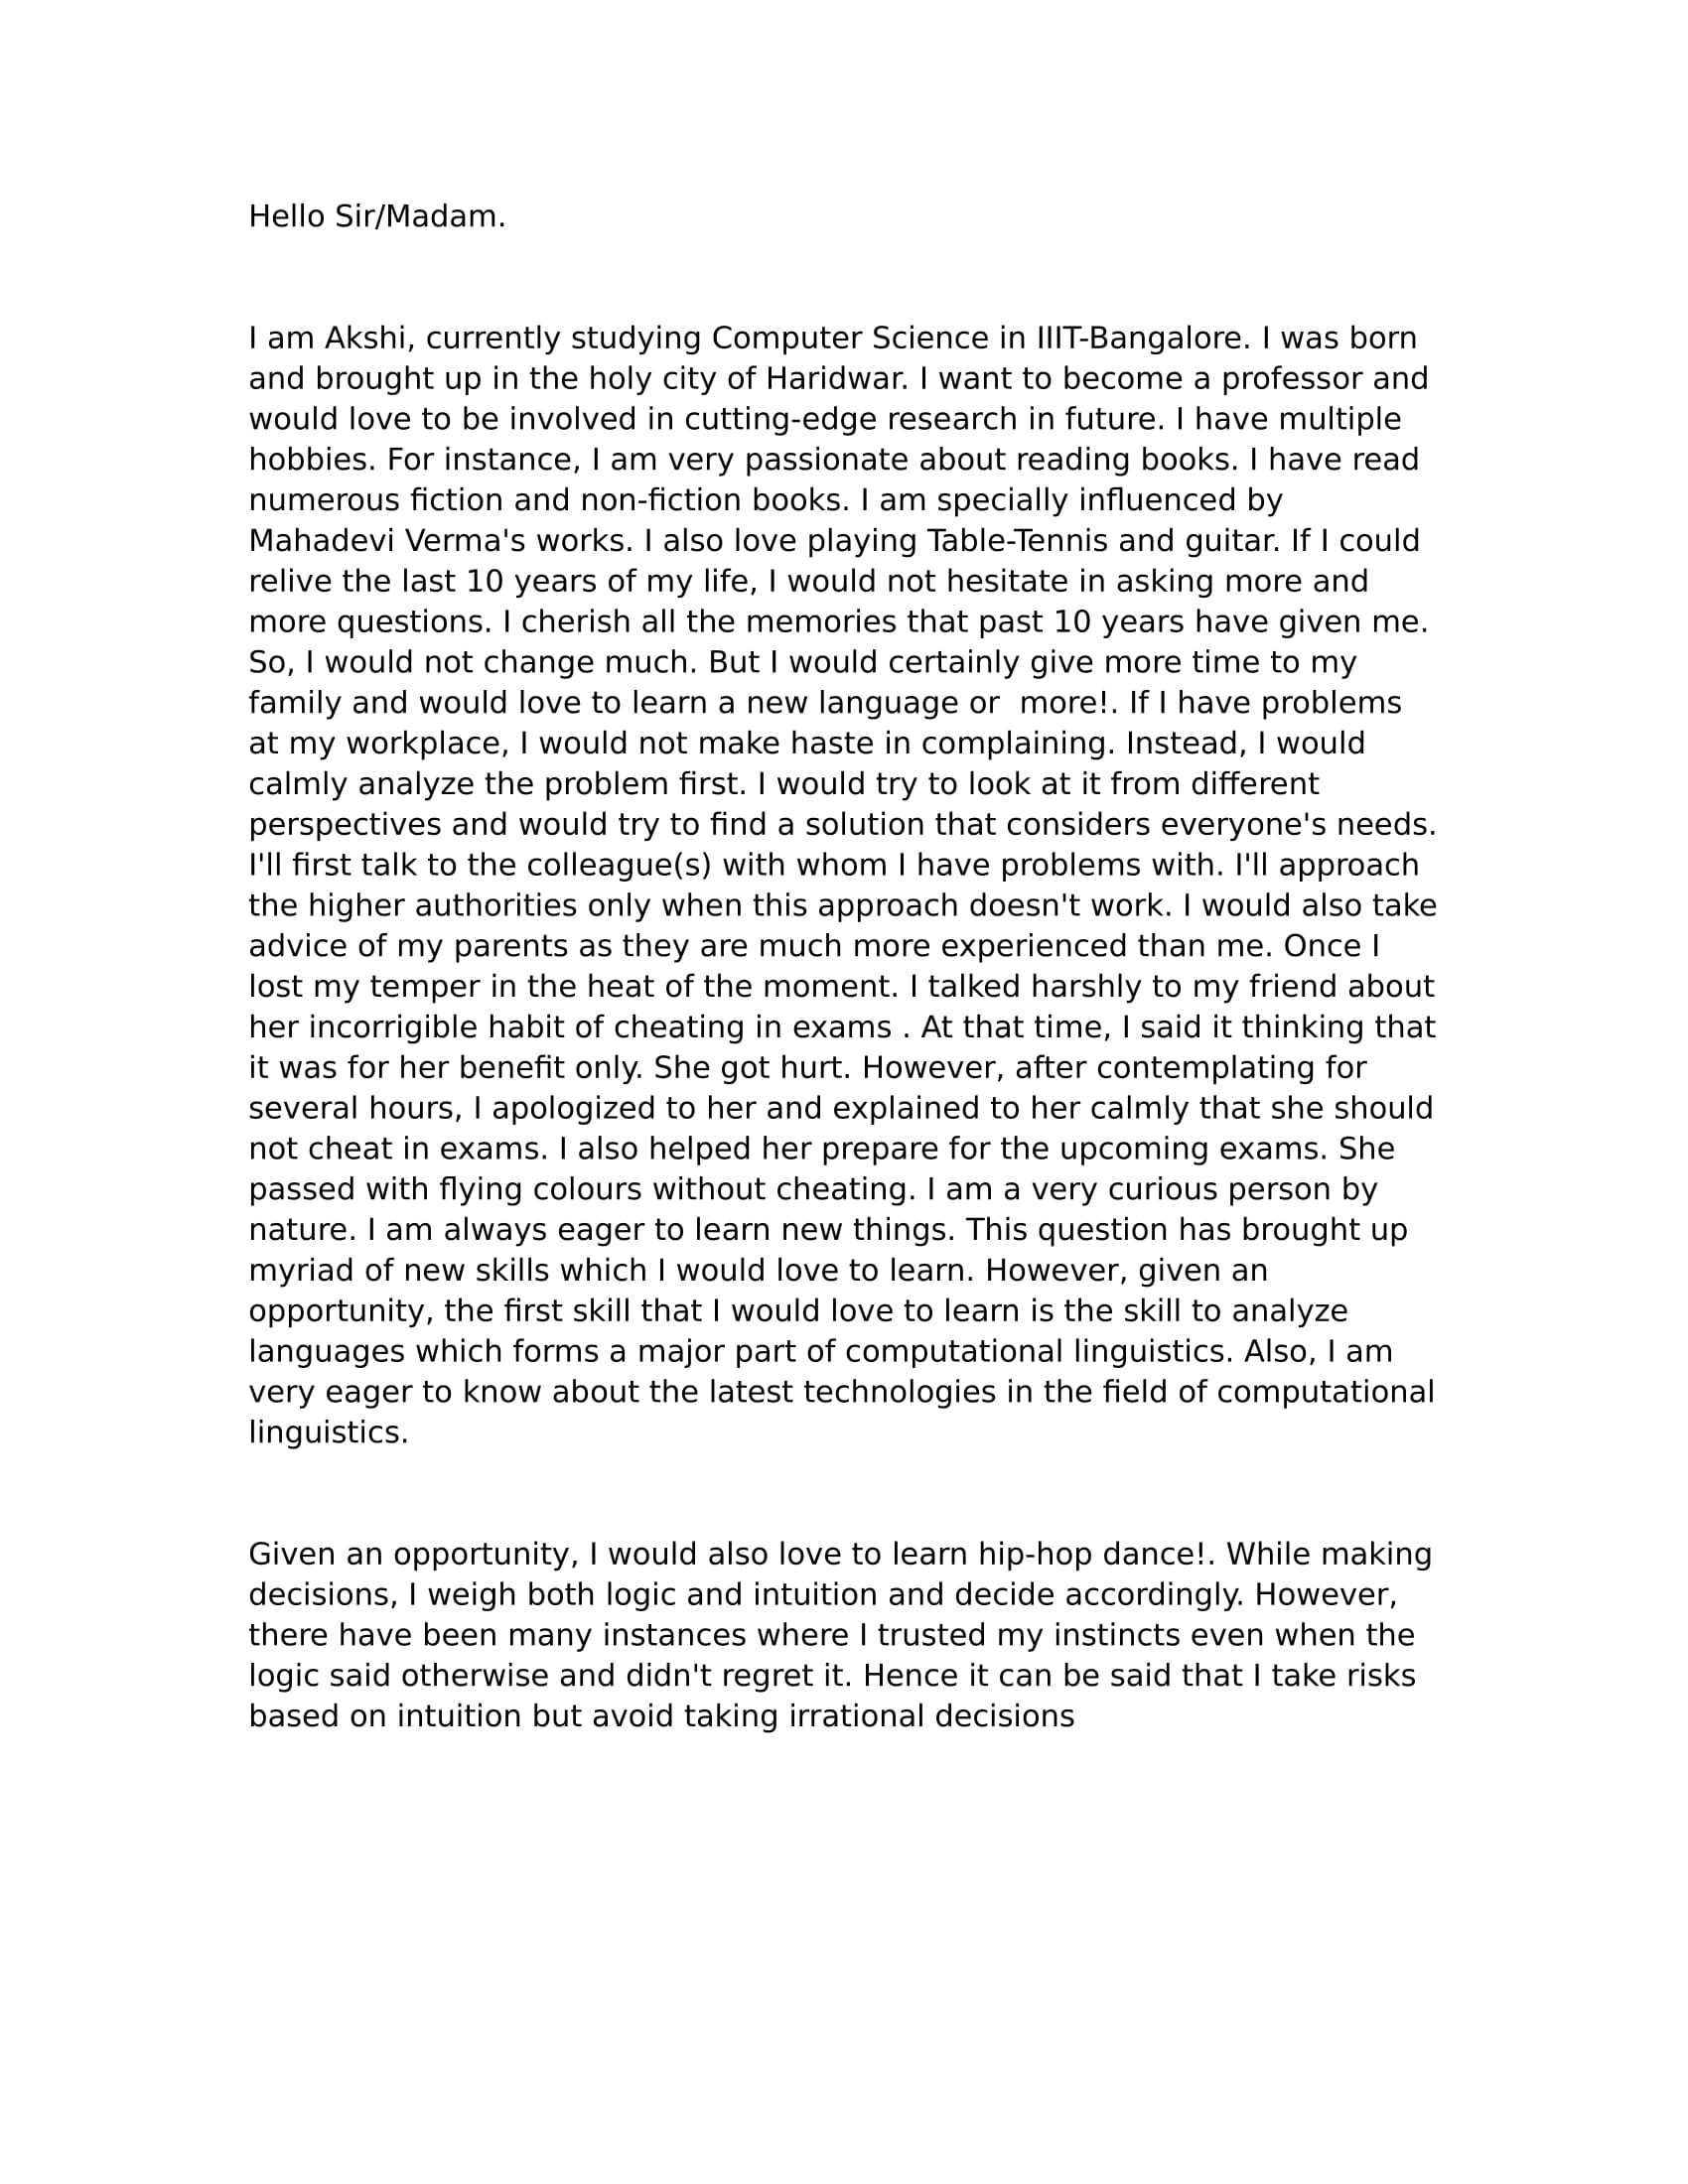 Hello Sir/Madam.
I am Akshi, currently studying Computer Science in IIIT-Bangalore. I was born
and brought up in the holy city of Haridwar. I want to become a professor and
would love to be involved in cutting-edge research in future. I have multiple
hobbies. For instance, I am very passionate about reading books. I have read
numerous fiction and non-fiction books. I am specially influenced by
Mahadevi Verma's works. I also love playing Table-Tennis and guitar. If I could
relive the last 10 years of my life, I would not hesitate in asking more and
more questions. I cherish all the memories that past 10 years have given me.
So, I would not change much. But I would certainly give more time to my
family and would love to learn a new language or  more!. If I have problems
at my workplace, I would not make haste in complaining. Instead, I would
calmly analyze the problem first. I would try to look at it from different
perspectives and would try to find a solution that considers everyone's needs.
I'll first talk to the colleague(s) with whom I have problems with. I'll approach
the higher authorities only when this approach doesn't work. I would also take
advice of my parents as they are much more experienced than me. Once I
lost my temper in the heat of the moment. I talked harshly to my friend about
her incorrigible habit of cheating in exams . At that time, I said it thinking that
it was for her benefit only. She got hurt. However, after contemplating for
several hours, I apologized to her and explained to her calmly that she should
not cheat in exams. I also helped her prepare for the upcoming exams. She
passed with flying colours without cheating. I am a very curious person by
nature. I am always eager to learn new things. This question has brought up
myriad of new skills which I would love to learn. However, given an
opportunity, the first skill that I would love to learn is the skill to analyze
languages which forms a major part of computational linguistics. Also, I am
very eager to know about the latest technologies in the field of computational
linguistics.
Given an opportunity, I would also love to learn hip-hop dance!. While making
decisions, I weigh both logic and intuition and decide accordingly. However,
there have been many instances where I trusted my instincts even when the
logic said otherwise and didn't regret it. Hence it can be said that I take risks
based on intuition but avoid taking irrational decisions